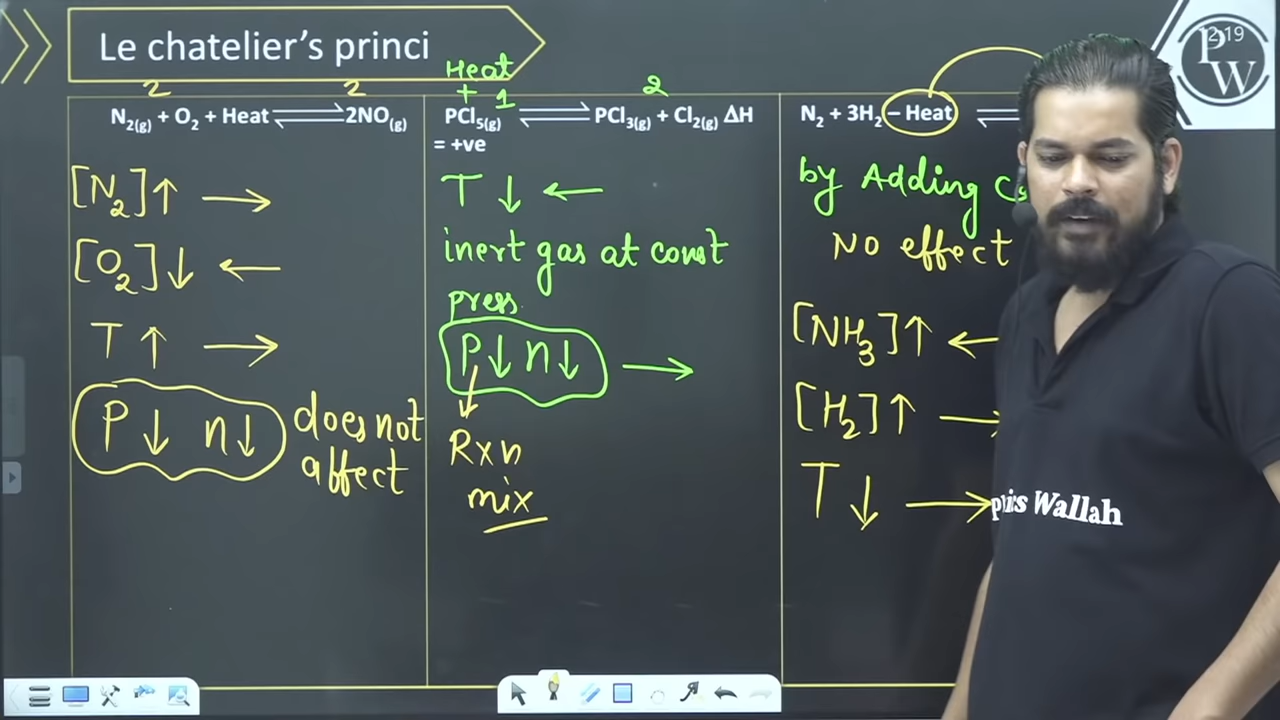 Le chatelier's princi
2 2
N₂(g) + O₂ + Heat ⇌ 2NO(g)
[N₂]↑ →
[O₂]↓ ←
T ↑ →
P ↓ n↓ does not
affect
Heat
+ 1 2
PCl₅(g) ⇌ PCl₃(g) + Cl₂(g) ΔH
= +ve
T ↓ ←
inert gas at const
press.
P↓ n↓ →
↓
Rxn
mix
N₂ + 3H₂ – Heat ⇌
by Adding
No effect
[NH₃]↑ ←
[H₂]↑ →
T↓ →
PW
Wallah